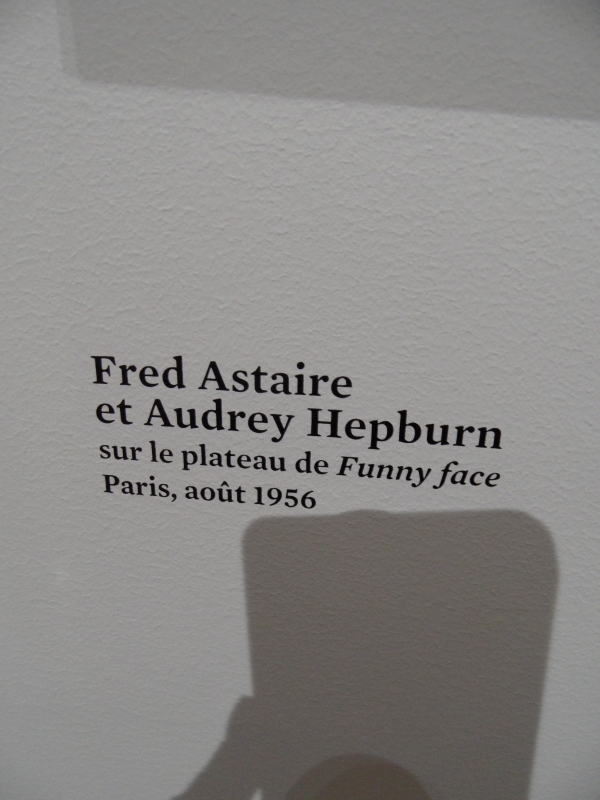 Fred Astaire
et Audrey Hepburn
sur le plateau de Funny face
Paris, août 1956